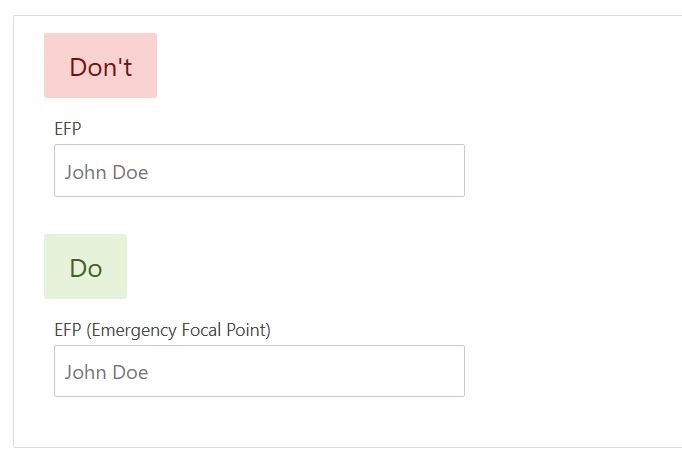 Don't
EFP
John Doe
Do
EFP (Emergency Focal Point)
John Doe